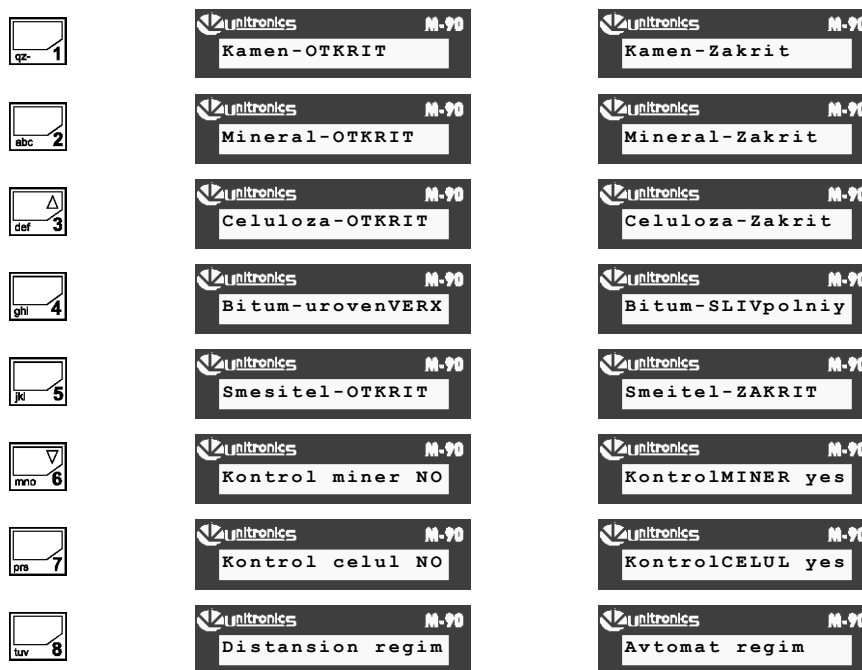 unitronics M-90 unitronics M-90
qz- 1 Kamen-OTKRIT Kamen-Zakrit
unitronics M-90 unitronics M-90
abc 2 Mineral-OTKRIT Mineral-Zakrit
unitronics M-90 unitronics M-90
def 3 Celuloza-OTKRIT Celuloza-Zakrit
unitronics M-90 unitronics M-90
ghi 4 Bitum-urovenVERX Bitum-SLIVpolniy
unitronics M-90 unitronics M-90
jkl 5 Smesitel-OTKRIT Smeitel-ZAKRIT
unitronics M-90 unitronics M-90
mno 6 Kontrol miner NO KontrolMINER yes
unitronics M-90 unitronics M-90
prs 7 Kontrol celul NO KontrolCELUL yes
unitronics M-90 unitronics M-90
tuv 8 Distansion regim Avtomat regim